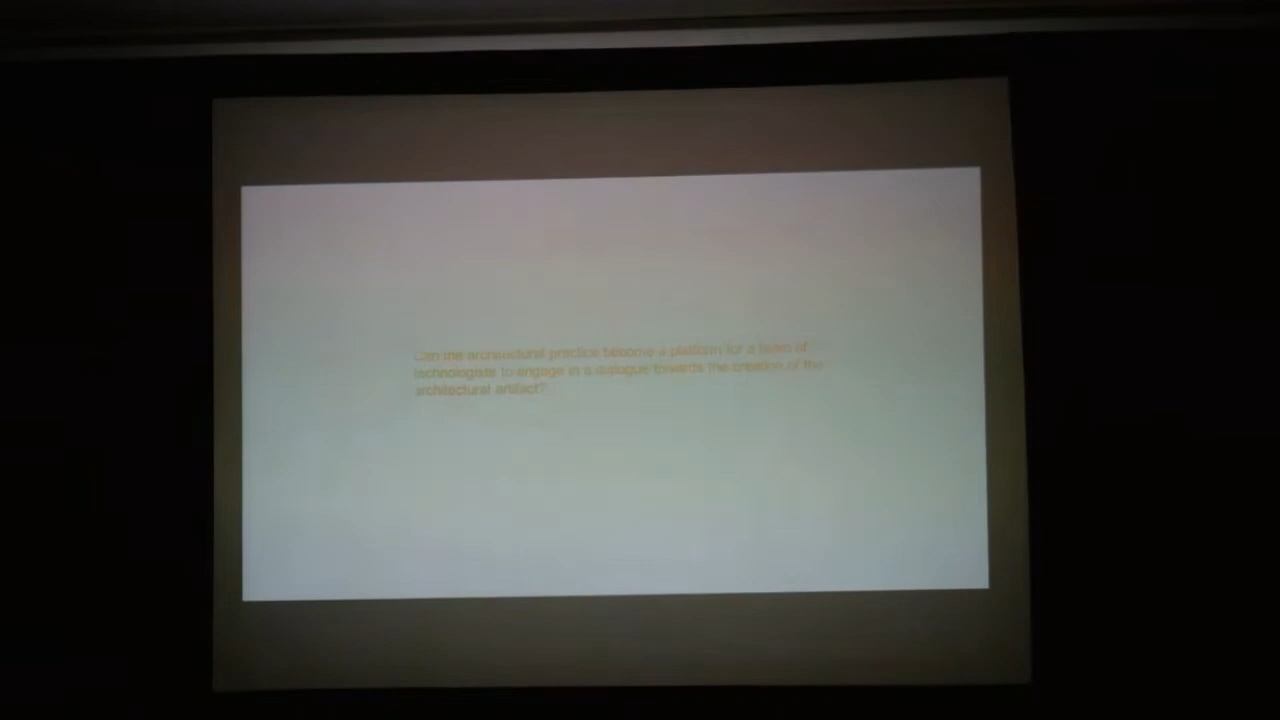 Can the architectural practice become a platform for a team of
technologists to engage in a dialogue towards the creation of the
architectural artifact?